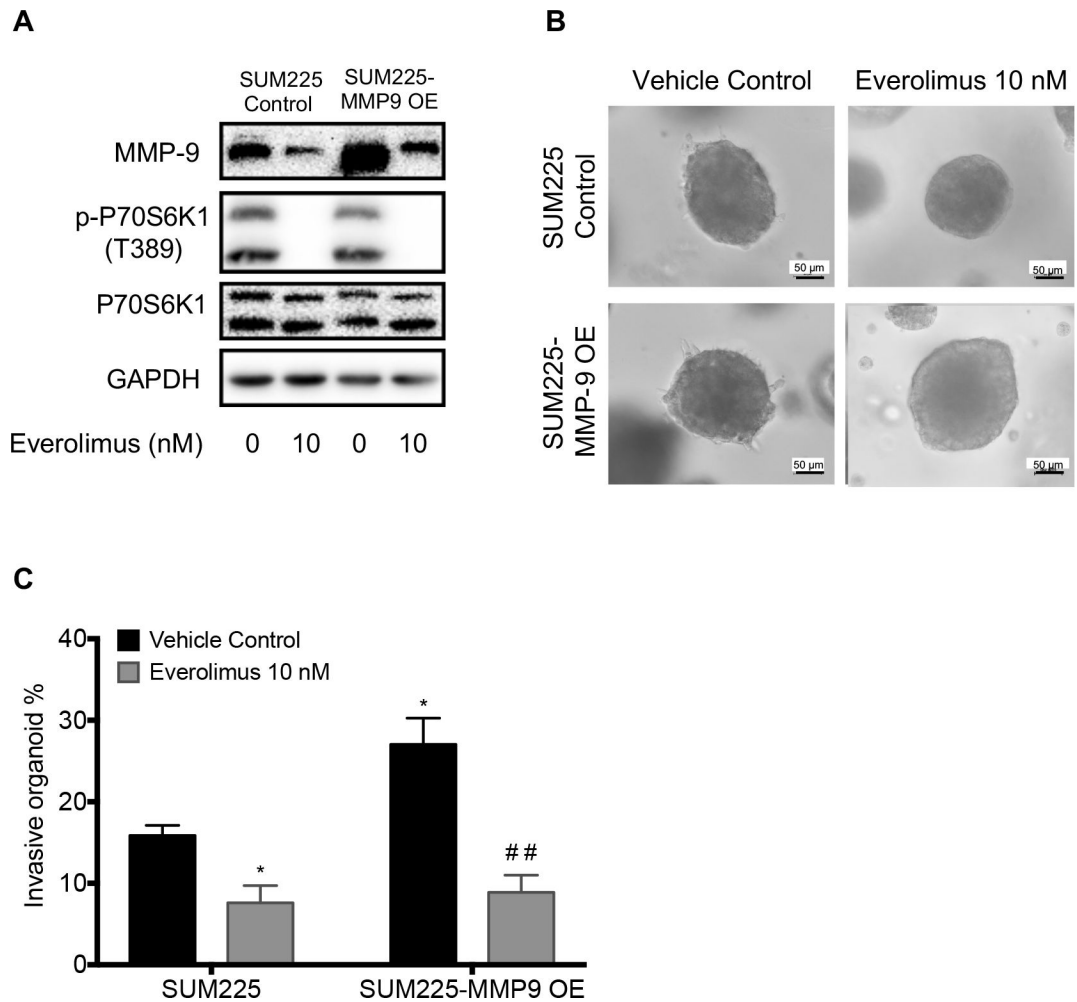 A
SUM225
Control
SUM225-
MMP9 OE
MMP-9
p-P70S6K1
(T389)
P70S6K1
GAPDH
Everolimus (nM)
0
10
0
10
B
Vehicle Control
Everolimus 10 nM
SUM225
Control
50 µm
50 µm
SUM225-
MMP-9 OE
50 µm
50 µm
C
Vehicle Control
Everolimus 10 nM
Invasive organoid %
40
30
20
10
0
*
*
##
SUM225
SUM225-MMP9 OE